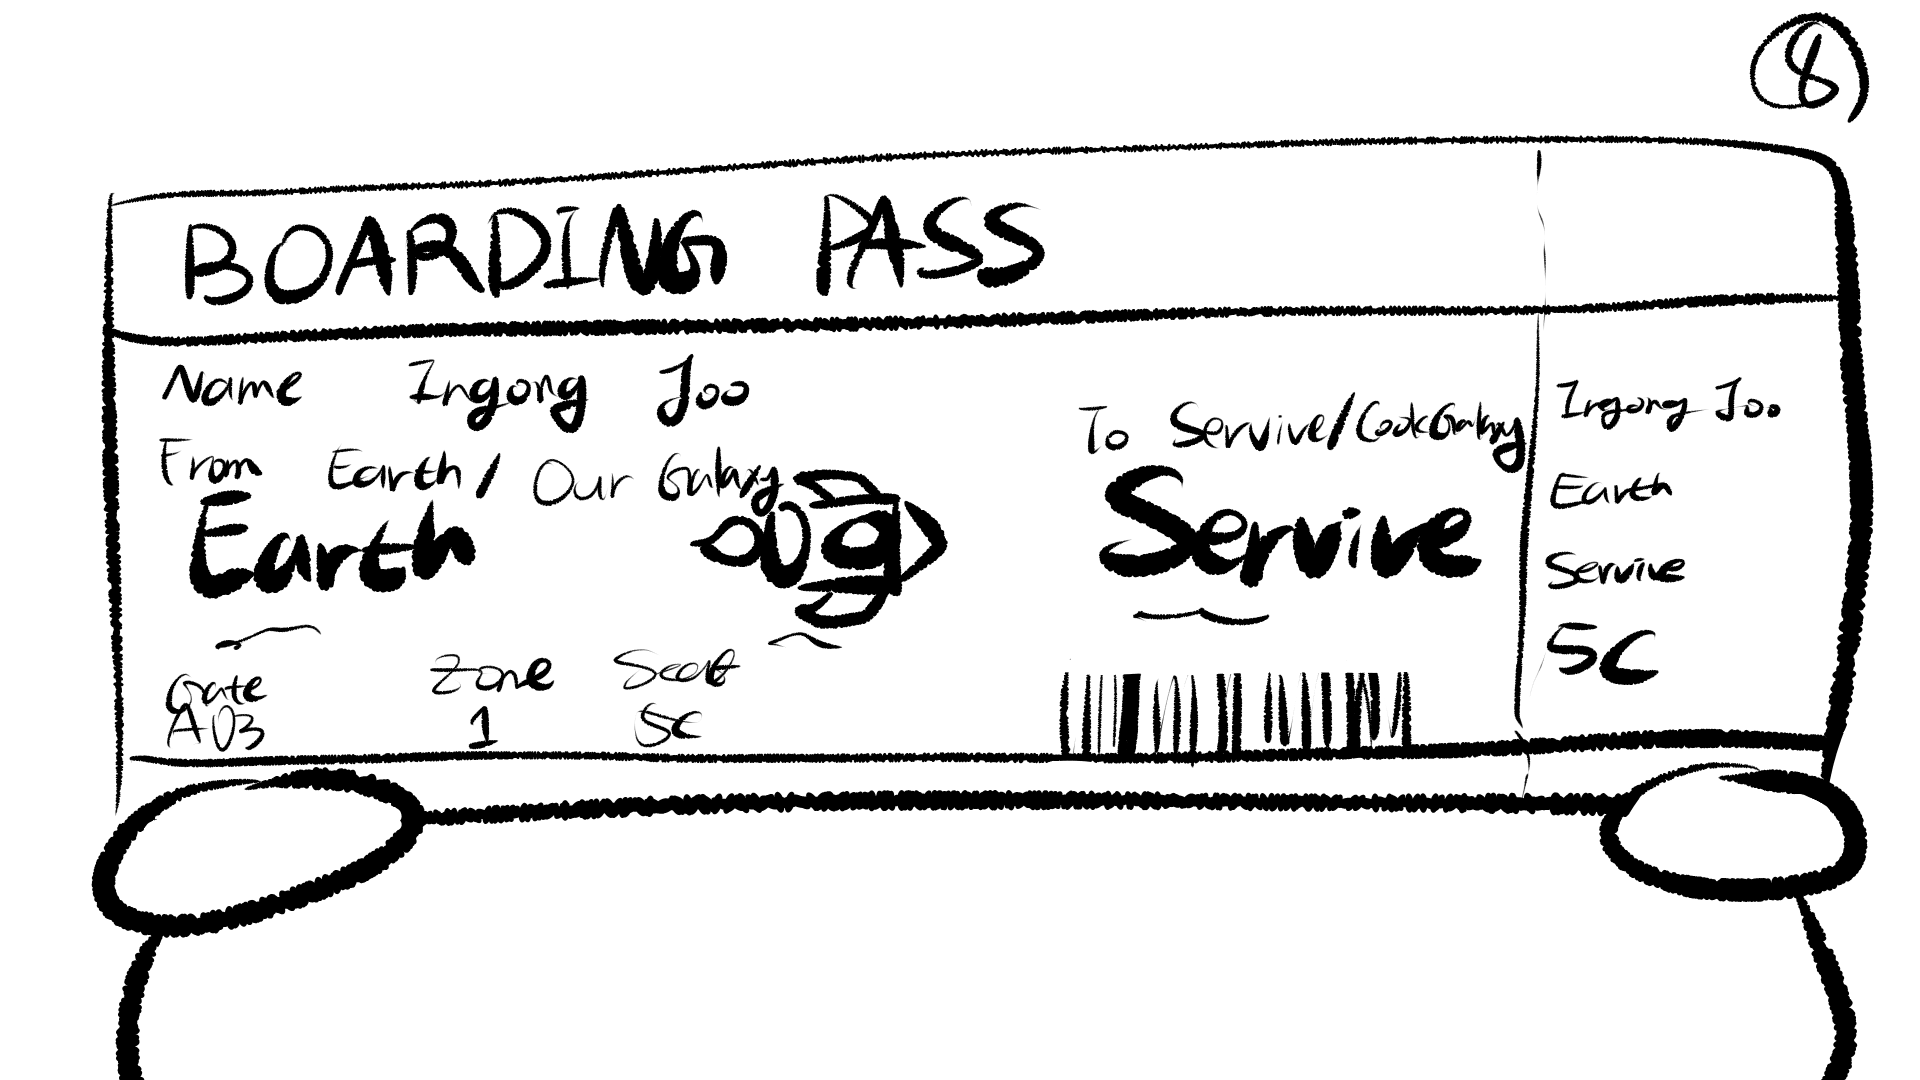 8
BOARDING PASS
Name Ingong Joo
From Earth/ Our Galaxy
Earth
To Servive/CookGalaxy
Servive
Gate Zone Seat
A03 1 5C
Ingong Joo
Earth
Servive
5C